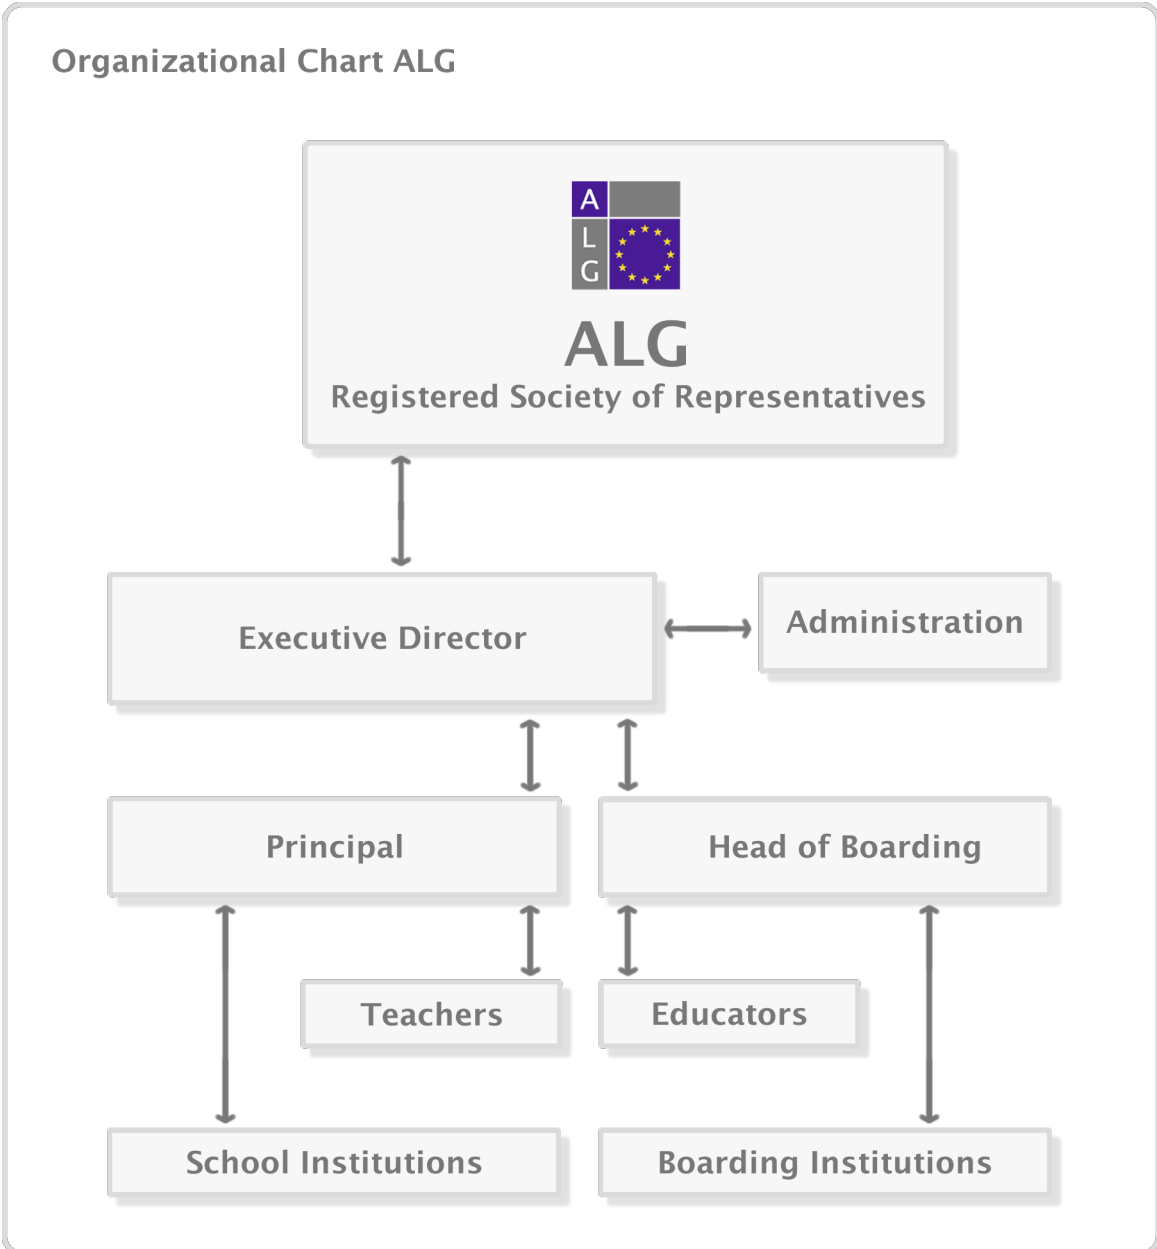 Organizational Chart ALG
A
L
G
ALG
Registered Society of Representatives
Executive Director
Administration
Principal
Head of Boarding
Teachers
Educators
School Institutions
Boarding Institutions